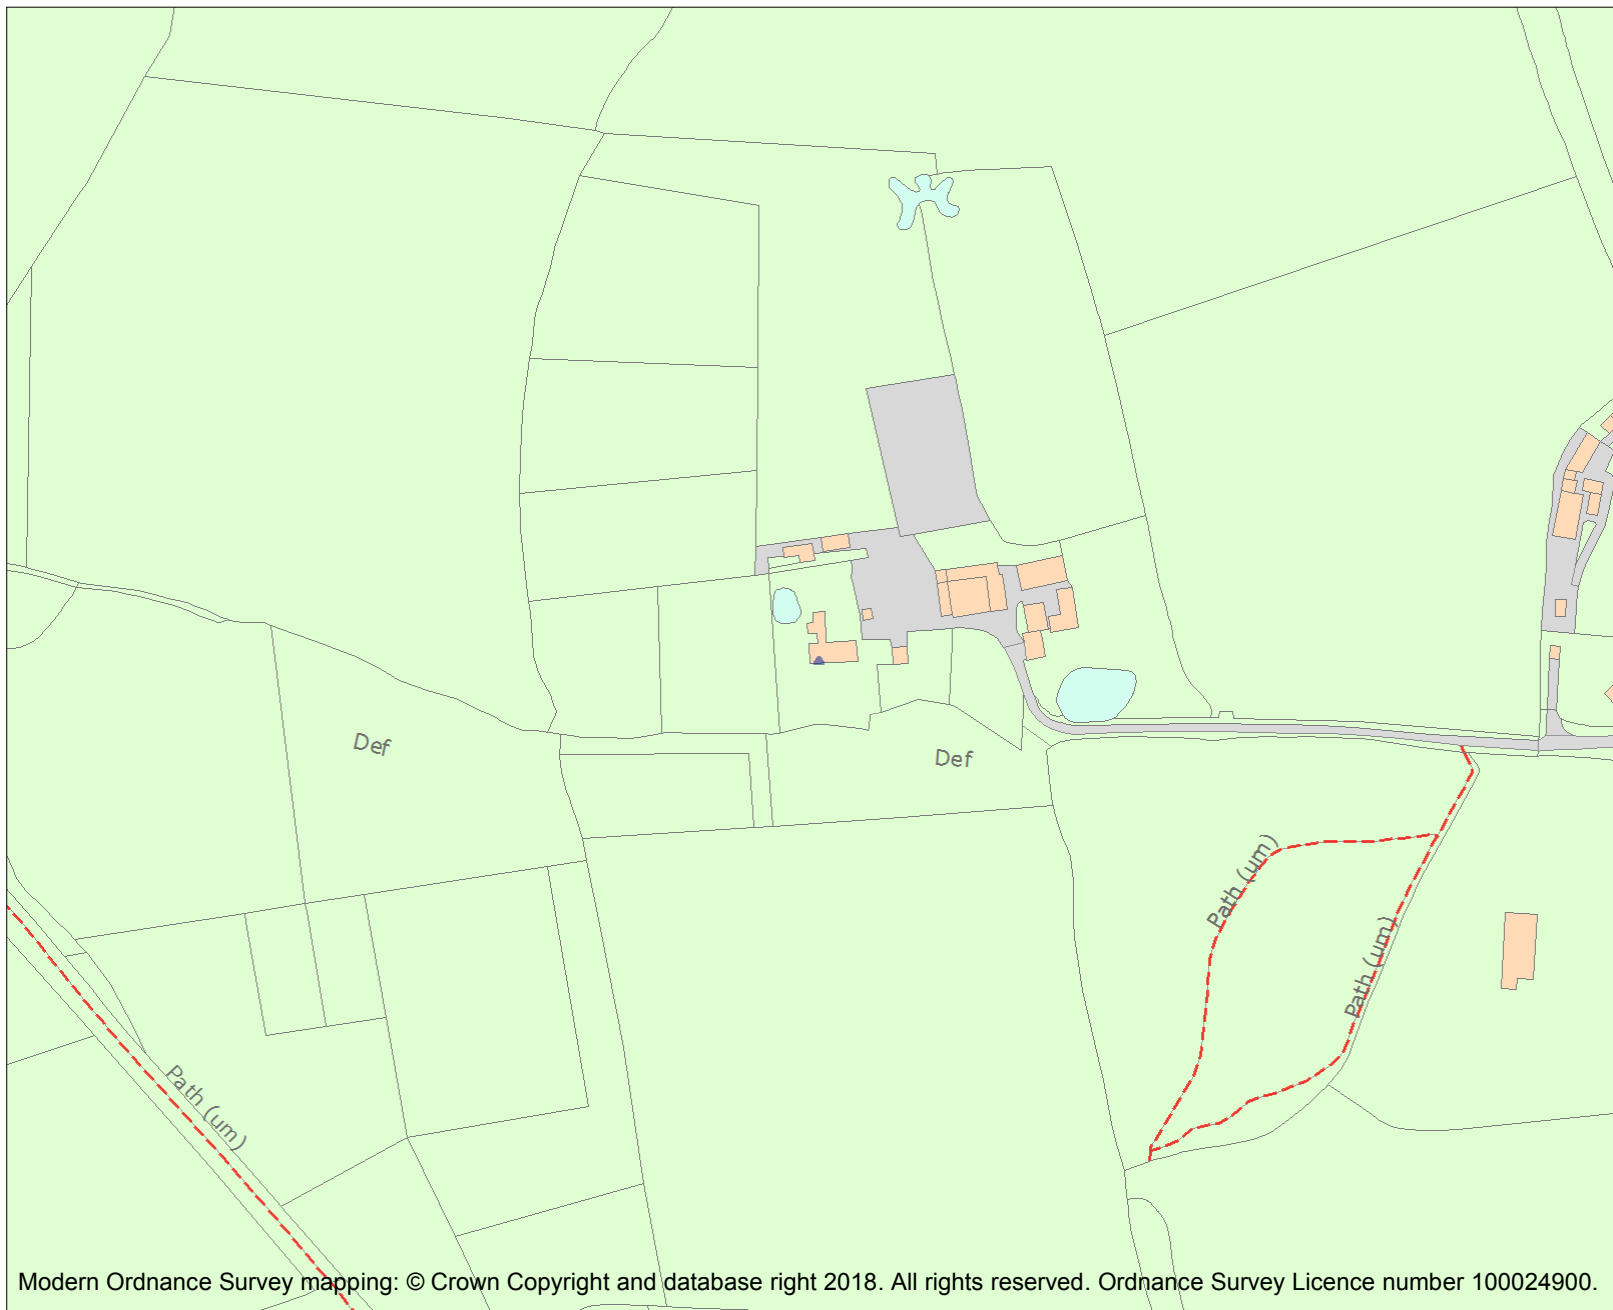 Def
Def
Path (um)
Path (um)
Path (um)
Modern Ordnance Survey mapping: © Crown Copyright and database right 2018. All rights reserved. Ordnance Survey Licence number 100024900.